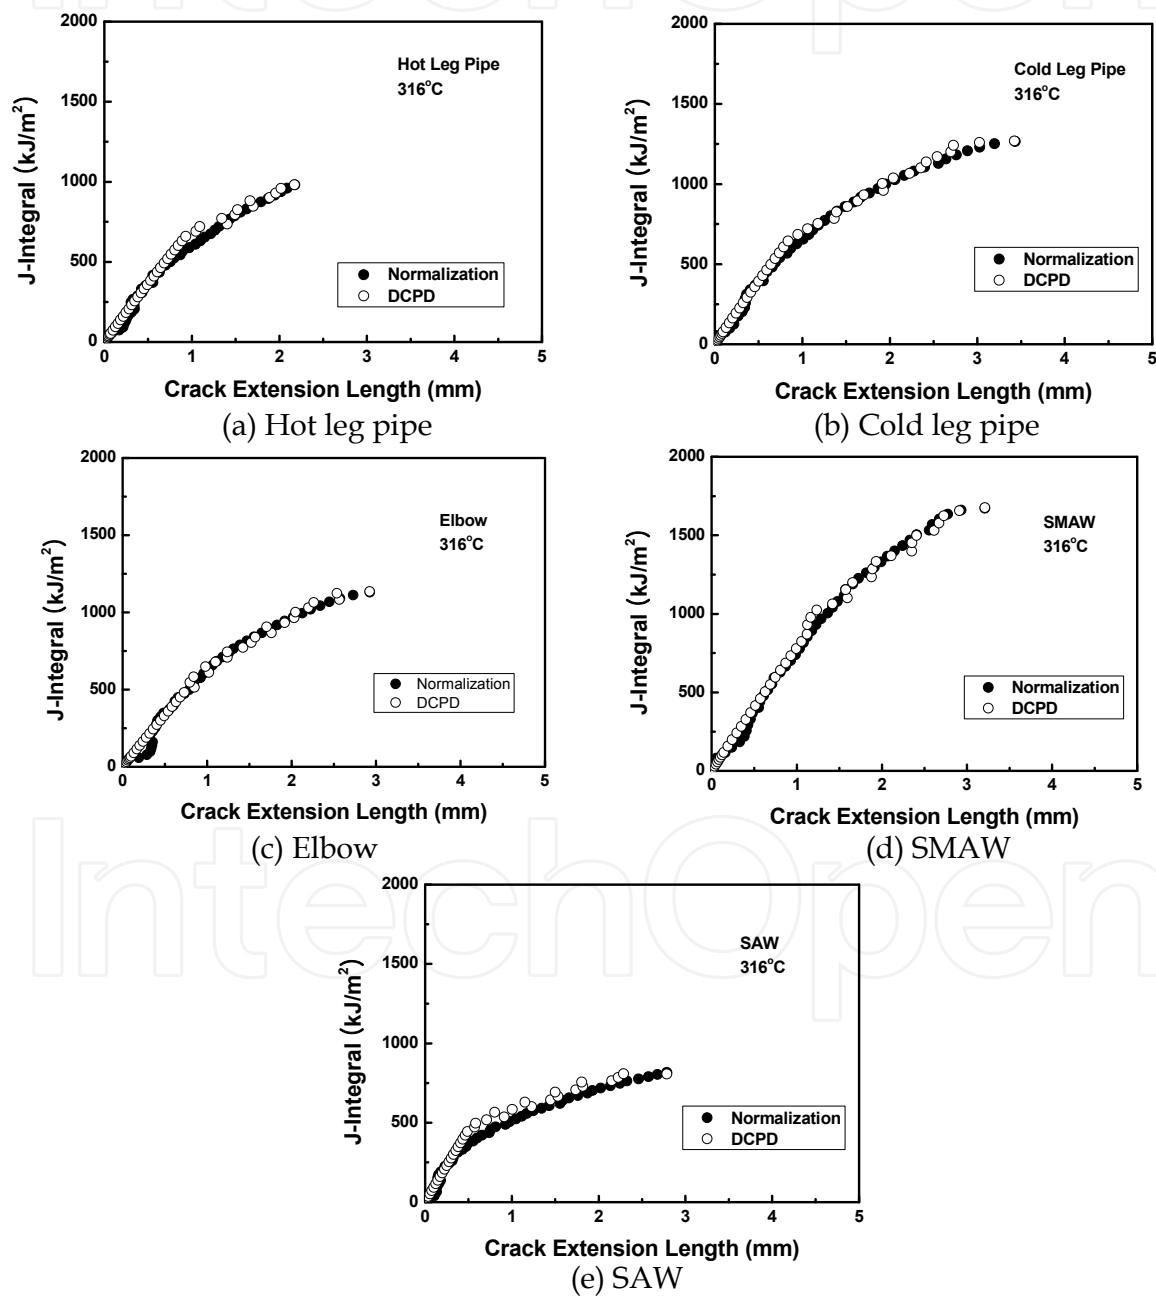 2000
1500
1000
500
0
J-Integral (kJ/m²)
Hot Leg Pipe
316°C
Normalization
DCPD
0 1 2 3 4 5
Crack Extension Length (mm)
(a) Hot leg pipe
2000
1500
1000
500
0
J-Integral (kJ/m²)
Cold Leg Pipe
316°C
Normalization
DCPD
0 1 2 3 4 5
Crack Extension Length (mm)
(b) Cold leg pipe
2000
1500
1000
500
0
J-Integral (kJ/m²)
Elbow
316°C
Normalization
DCPD
0 1 2 3 4 5
Crack Extension Length (mm)
(c) Elbow
2000
1500
1000
500
0
J-Integral (kJ/m²)
SMAW
316°C
Normalization
DCPD
0 1 2 3 4 5
Crack Extension Length (mm)
(d) SMAW
IntechOpen
2000
1500
1000
500
0
J-Integral (kJ/m²)
SAW
316°C
Normalization
DCPD
0 1 2 3 4 5
Crack Extension Length (mm)
(e) SAW